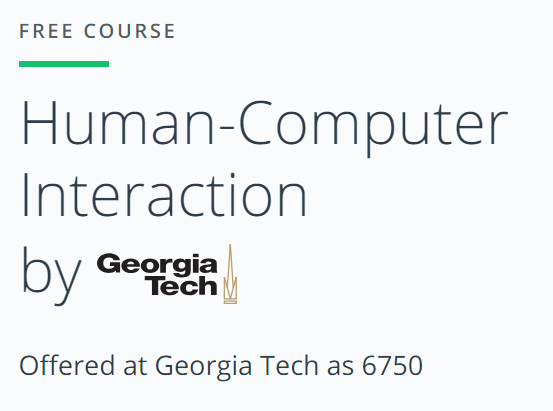 FREE COURSE
Human-Computer
Interaction
by Georgia
Tech
Offered at Georgia Tech as 6750